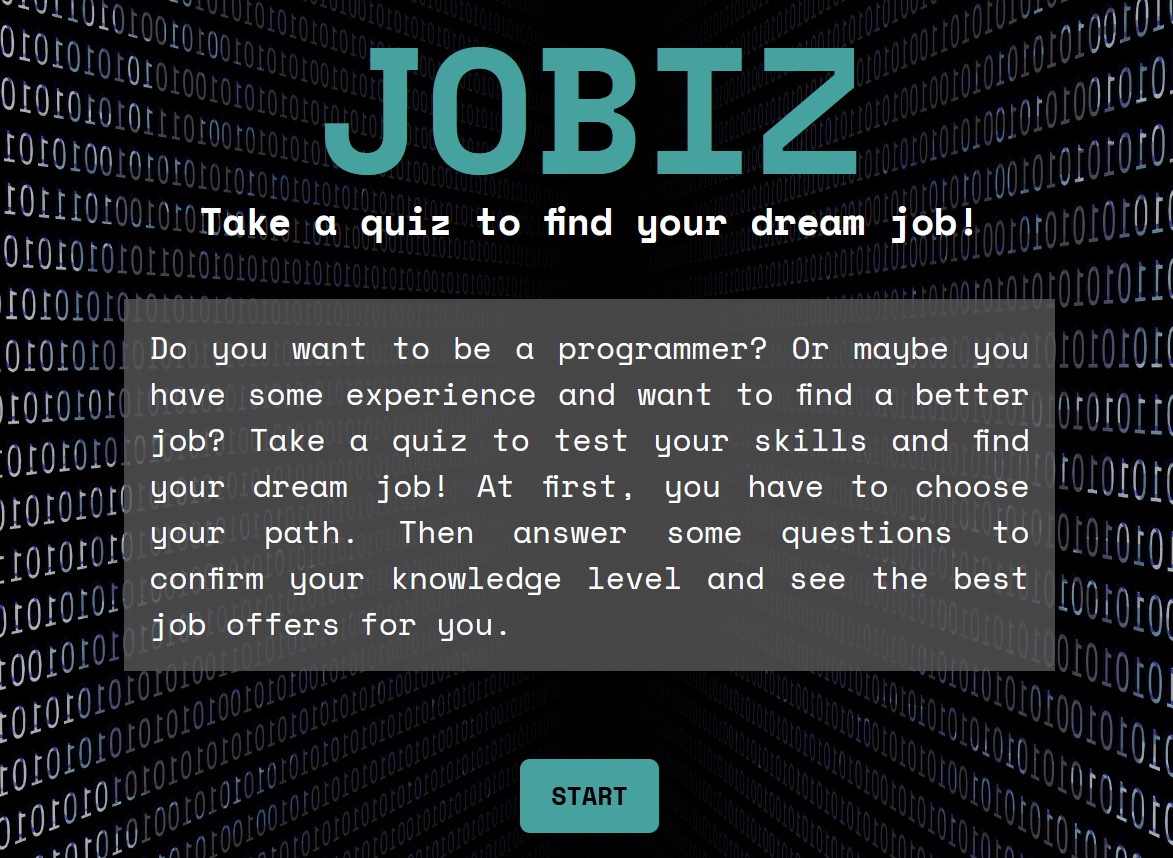 JOBIZ
Take a quiz to find your dream job!
Do you want to be a programmer? Or maybe you
have some experience and want to find a better
job? Take a quiz to test your skills and find
your dream job! At first, you have to choose
your path. Then answer some questions to
confirm your knowledge level and see the best
job offers for you.
START